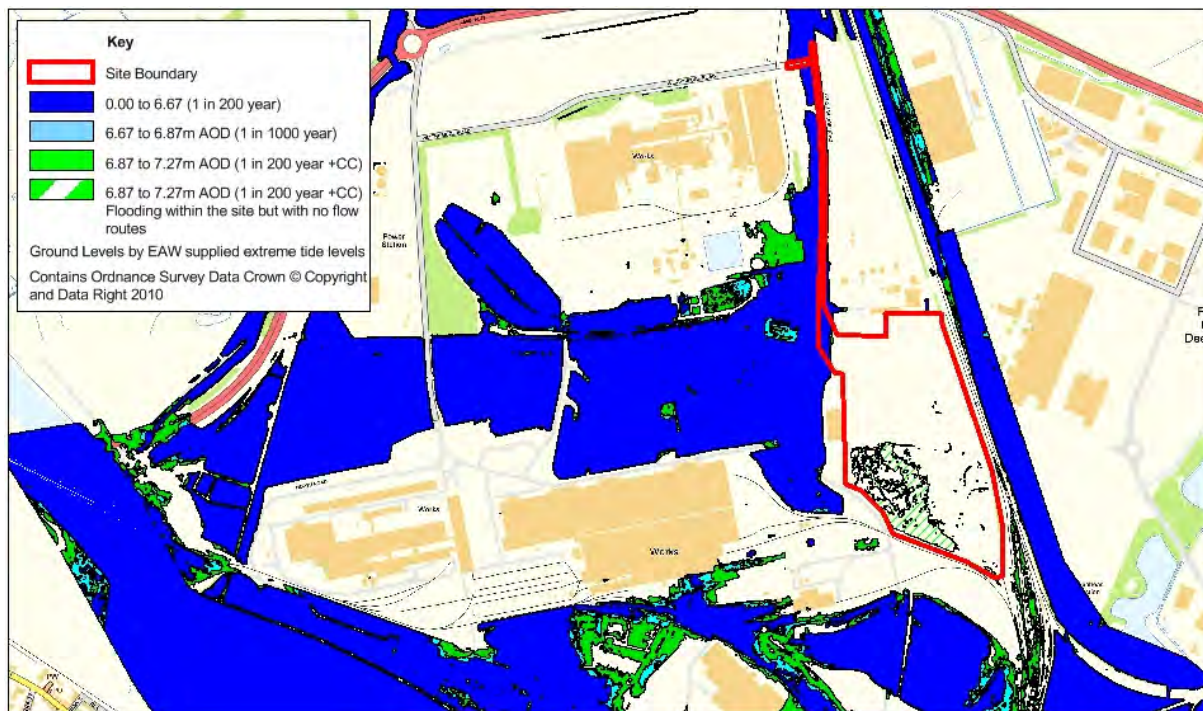 Key
Site Boundary
0.00 to 6.67 (1 in 200 year)
6.67 to 6.87m AOD (1 in 1000 year)
6.87 to 7.27m AOD (1 in 200 year +CC)
6.87 to 7.27m AOD (1 in 200 year +CC)
Flooding within the site but with no flow
routes
Ground Levels by EAW supplied extreme tide levels
Contains Ordnance Survey Data Crown © Copyright
and Data Right 2010
Works
Power
Station
1
Works
Works